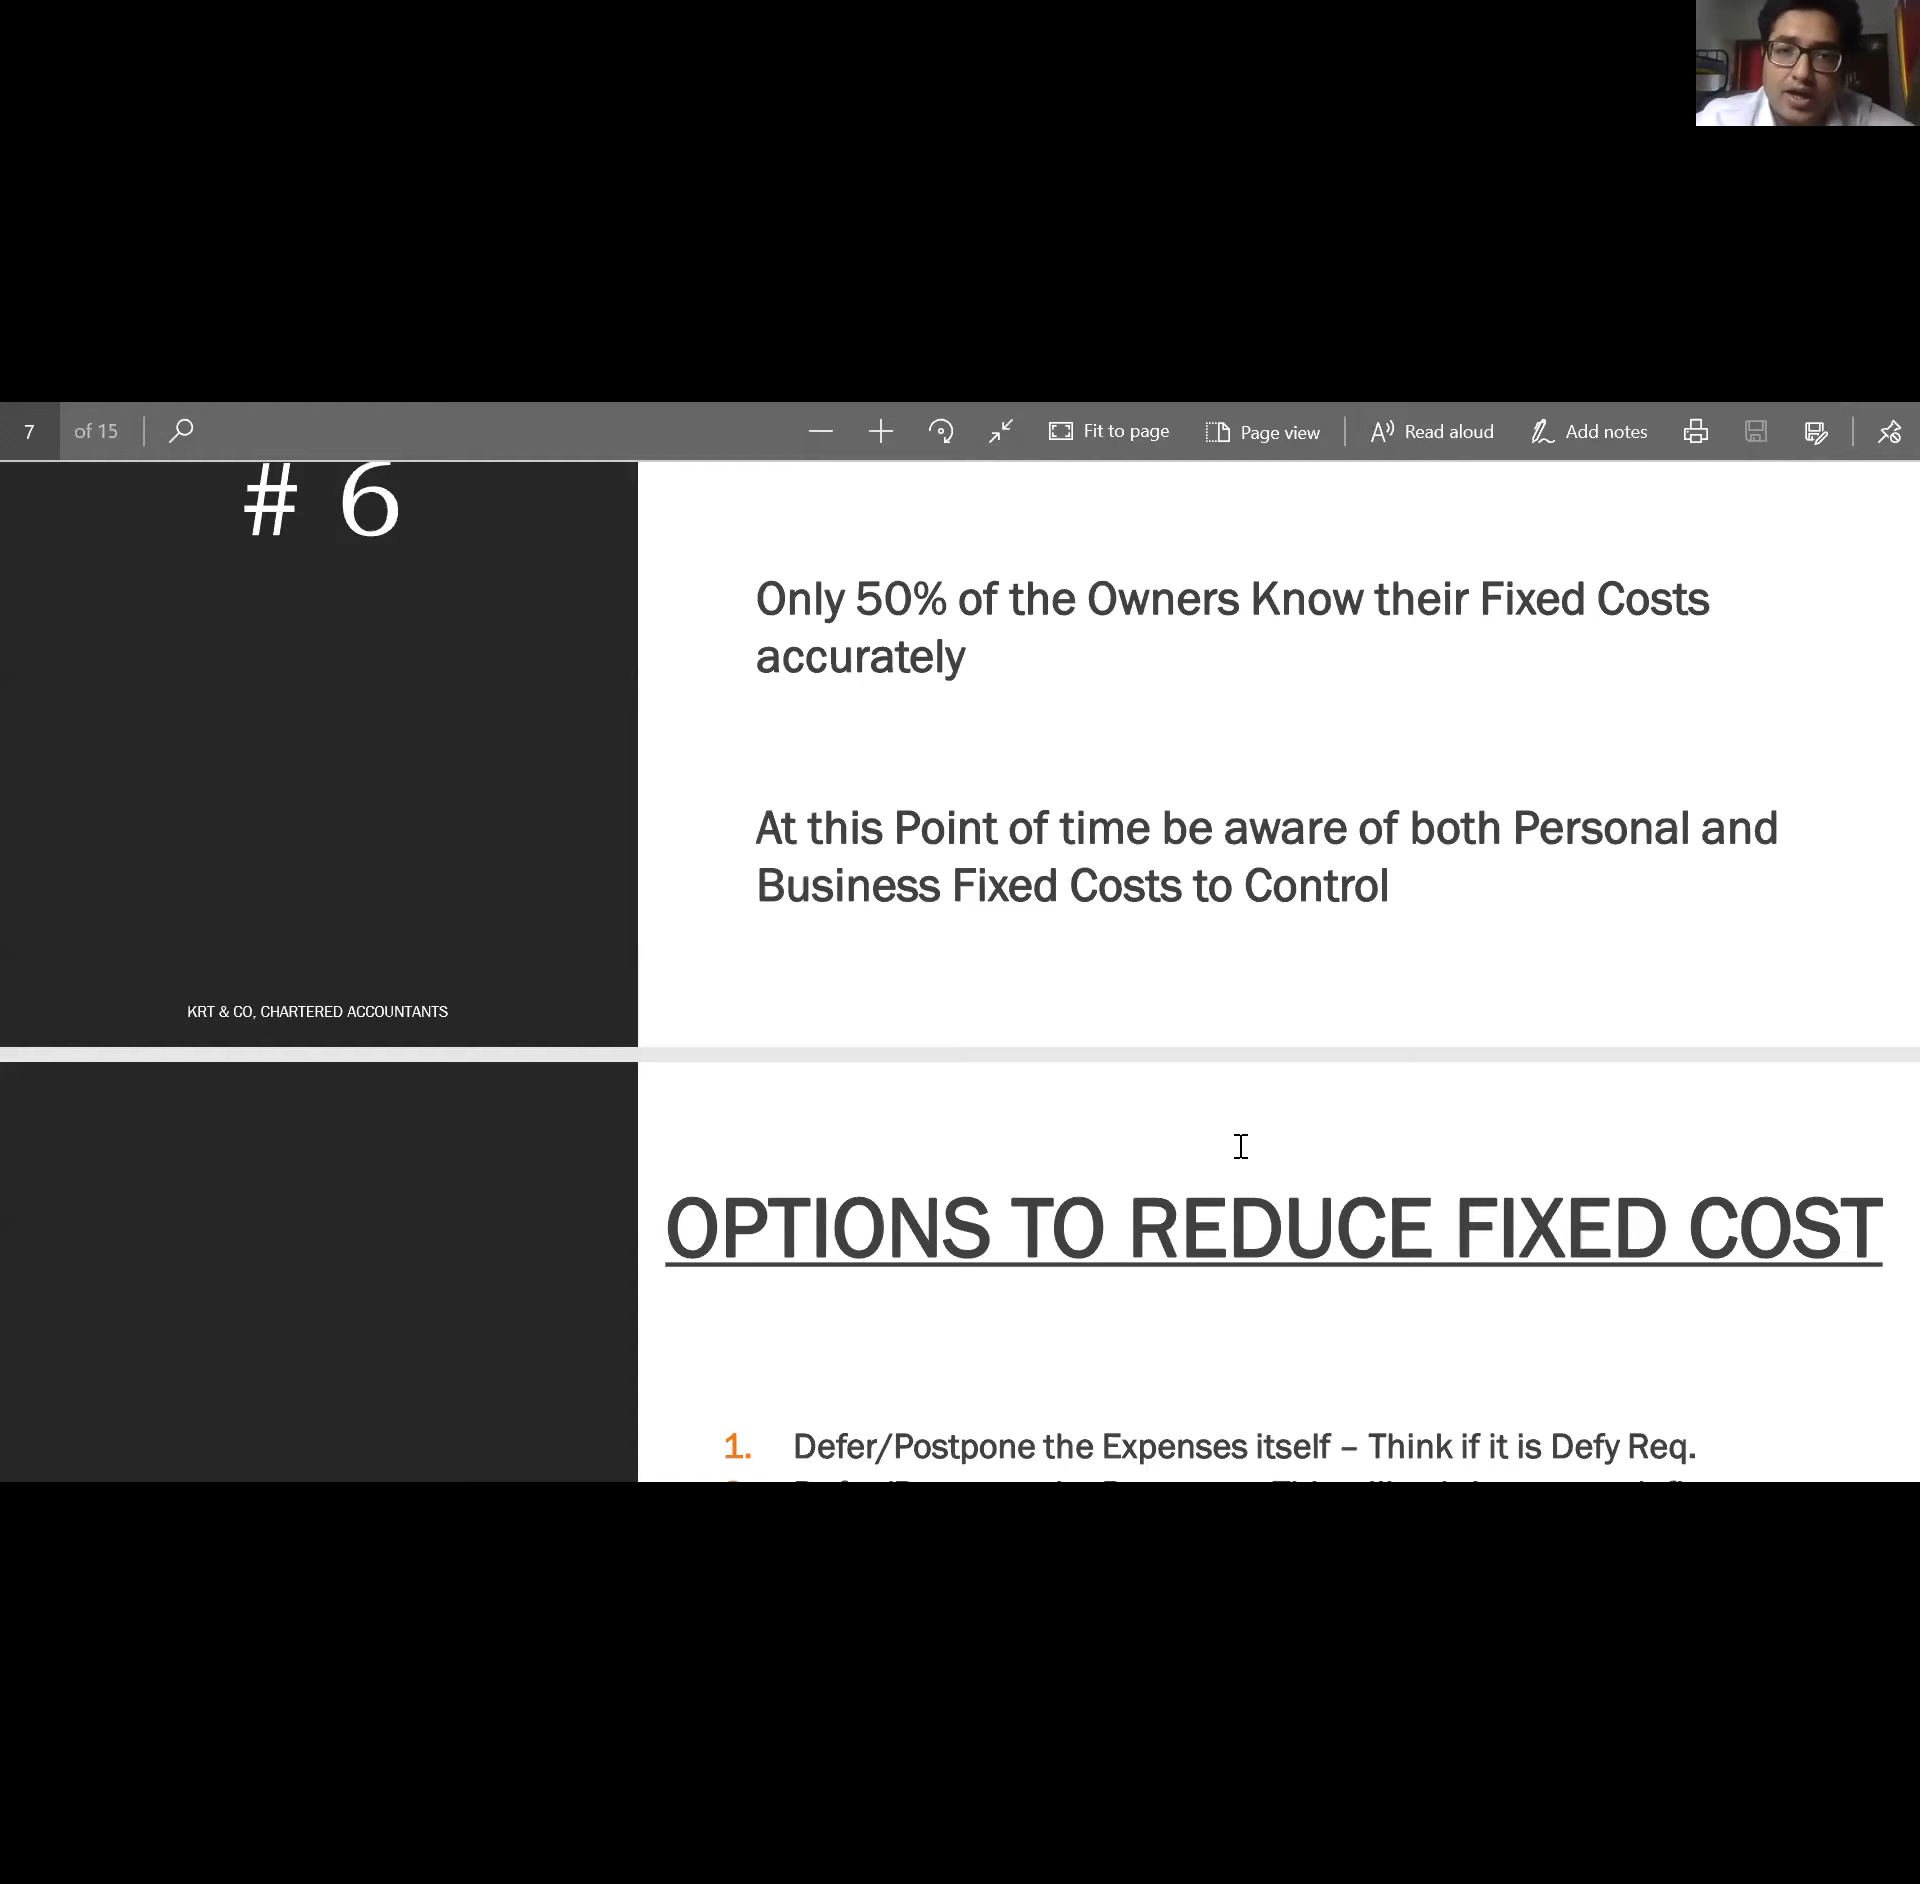 7 of 15 Fit to page Page view Read aloud Add notes
# 6
Only 50% of the Owners Know their Fixed Costs
accurately
At this Point of time be aware of both Personal and
Business Fixed Costs to Control
KRT & CO, CHARTERED ACCOUNTANTS
OPTIONS TO REDUCE FIXED COST
1. Defer/Postpone the Expenses itself – Think if it is Defy Req.